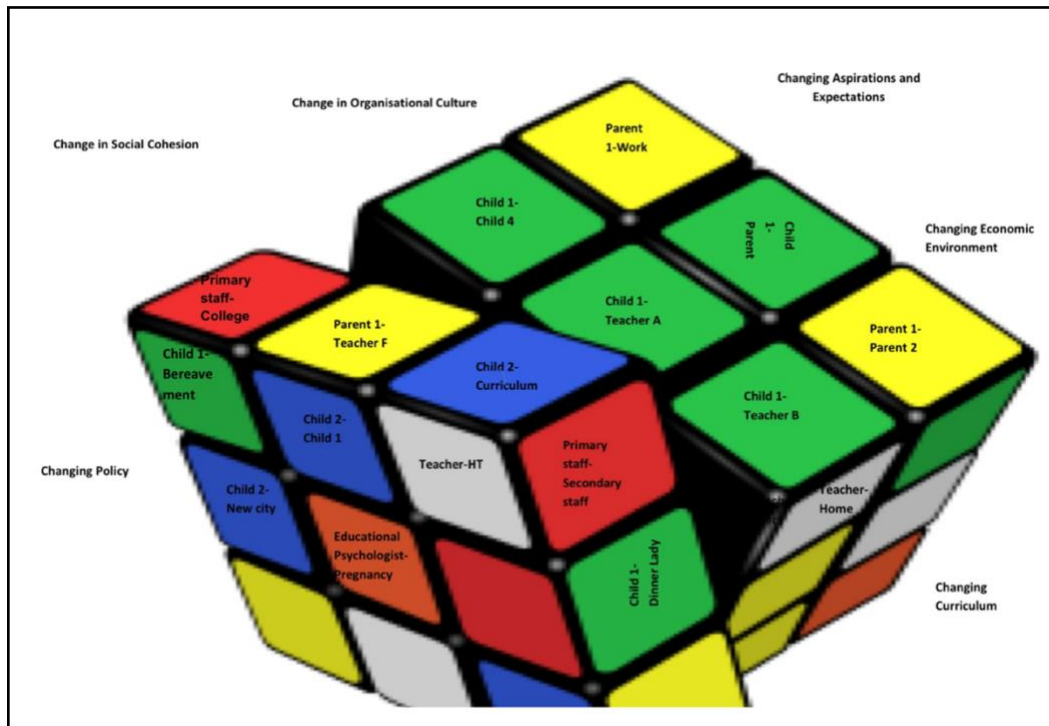 Changing Aspirations and
Expectations
Change in Organisational Culture
Change in Social Cohesion
Parent
1-Work
Child 1-
Child 4
Child
1-
Parent
Changing Economic
Environment
Primary
staff-
College
Child 1-
Teacher A
Parent 1-
Teacher F
Parent 1-
Parent 2
Child 1-
Bereave
ment
Child 2-
Curriculum
Child 1-
Teacher B
Child 2-
Child 1
Teacher-HT
Primary
staff-
Secondary
staff
Changing Policy
Child 2-
New city
Teacher-
Home
Educational
Psychologist-
Pregnancy
Child 1-
Dinner Lady
Changing
Curriculum